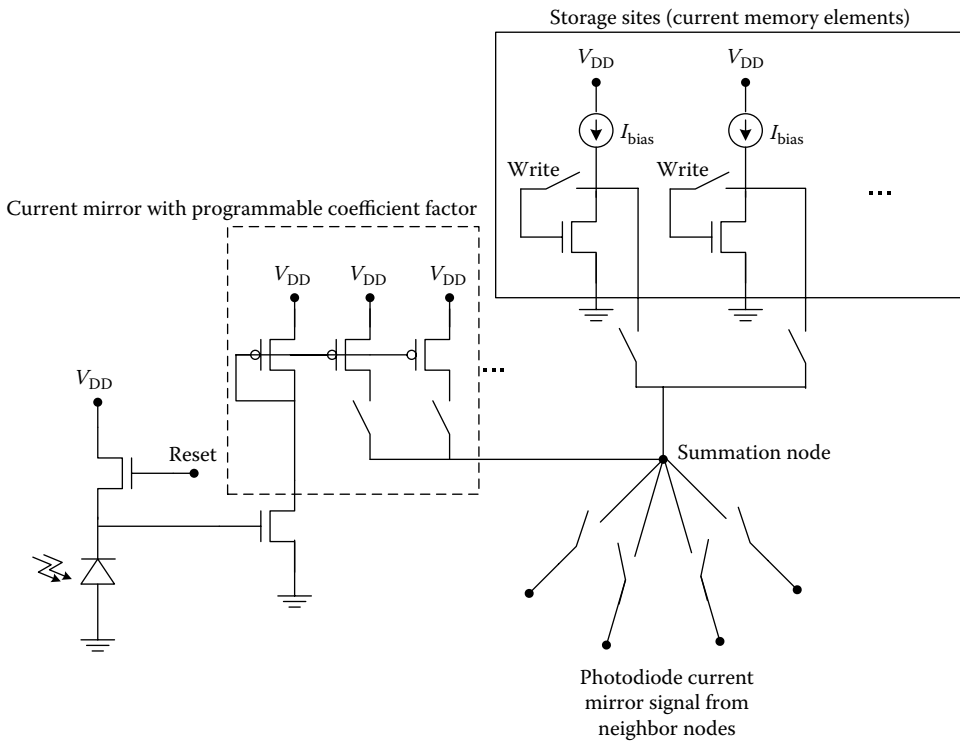 Storage sites (current memory elements)
VDD VDD
Ibias Ibias
Write Write
...
Current mirror with programmable coefficient factor
VDD VDD VDD
...
VDD
Reset
Summation node
Photodiode current
mirror signal from
neighbor nodes